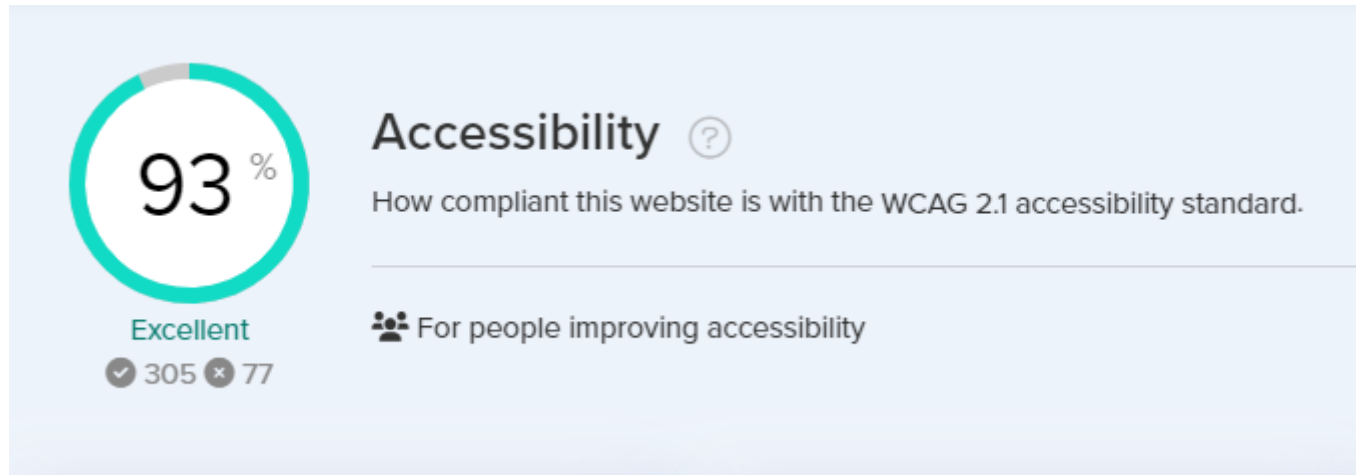 93 %
Excellent
305 77
Accessibility ?
How compliant this website is with the WCAG 2.1 accessibility standard.
For people improving accessibility